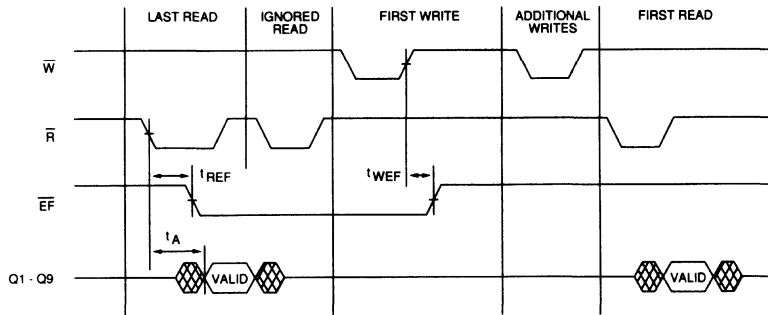 LAST READ
IGNORED
READ
FIRST WRITE
ADDITIONAL
WRITES
FIRST READ
W
R
tREF
tWEF
EF
tA
Q1 - Q9
VALID
VALID